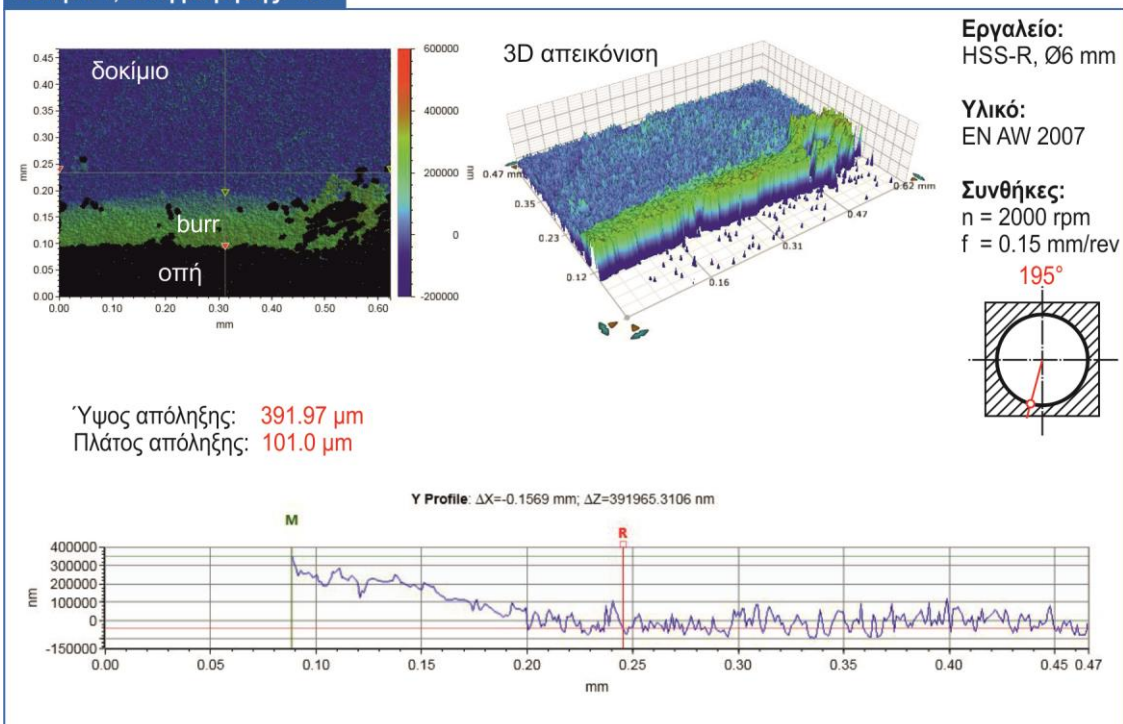 δοκίμιο
burr
οπή
0.45
0.40
0.35
0.30
0.25
0.20
0.15
0.10
0.05
0.00
mm
0.00 0.10 0.20 0.30 0.40 0.50
mm
600000
400000
200000
0
-200000
nm
3D απεικόνιση
0.47 mm
0.35
0.23
0.12
0.16
0.31
0.47
0.62 mm
Εργαλείο:
HSS-R, Ø6 mm
Υλικό:
EN AW 2007
Συνθήκες:
n = 2000 rpm
f = 0.15 mm/rev
195°
Ύψος απόληξης: 391.97 μm
Πλάτος απόληξης: 101.0 μm
Y Profile: ΔX=-0.1569 mm; ΔZ=391965.3106 nm
M
R
400000
300000
200000
100000
0
-150000
nm
0.00 0.05 0.10 0.15 0.20 0.25 0.30 0.35 0.40 0.45 0.47
mm